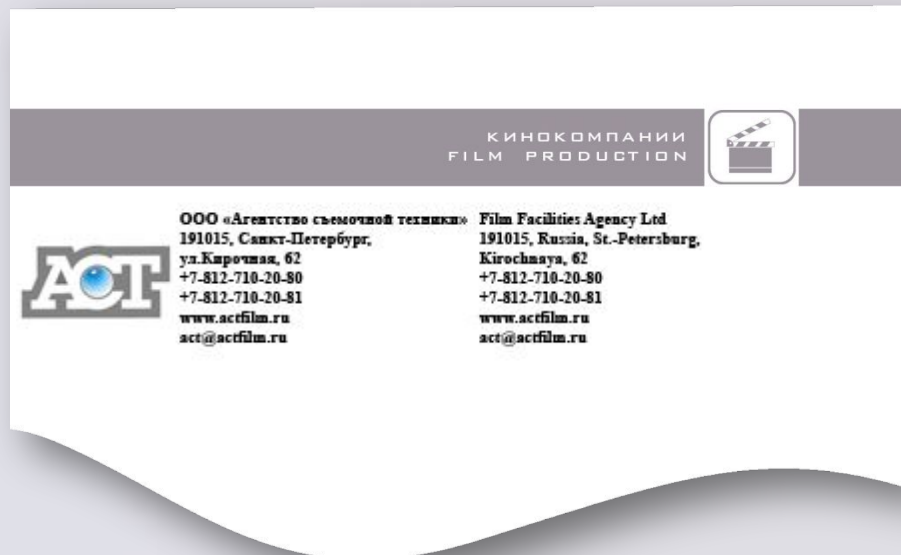 КИНОКОМПАНИИ
FILM PRODUCTION
АСТ
ООО «Агентство съемочной техники»
191015, Санкт-Петербург,
ул.Кирочная, 62
+7-812-710-20-80
+7-812-710-20-81
www.actfilm.ru
act@actfilm.ru
Film Facilities Agency Ltd
191015, Russia, St.-Petersburg,
Kirochnaya, 62
+7-812-710-20-80
+7-812-710-20-81
www.actfilm.ru
act@actfilm.ru